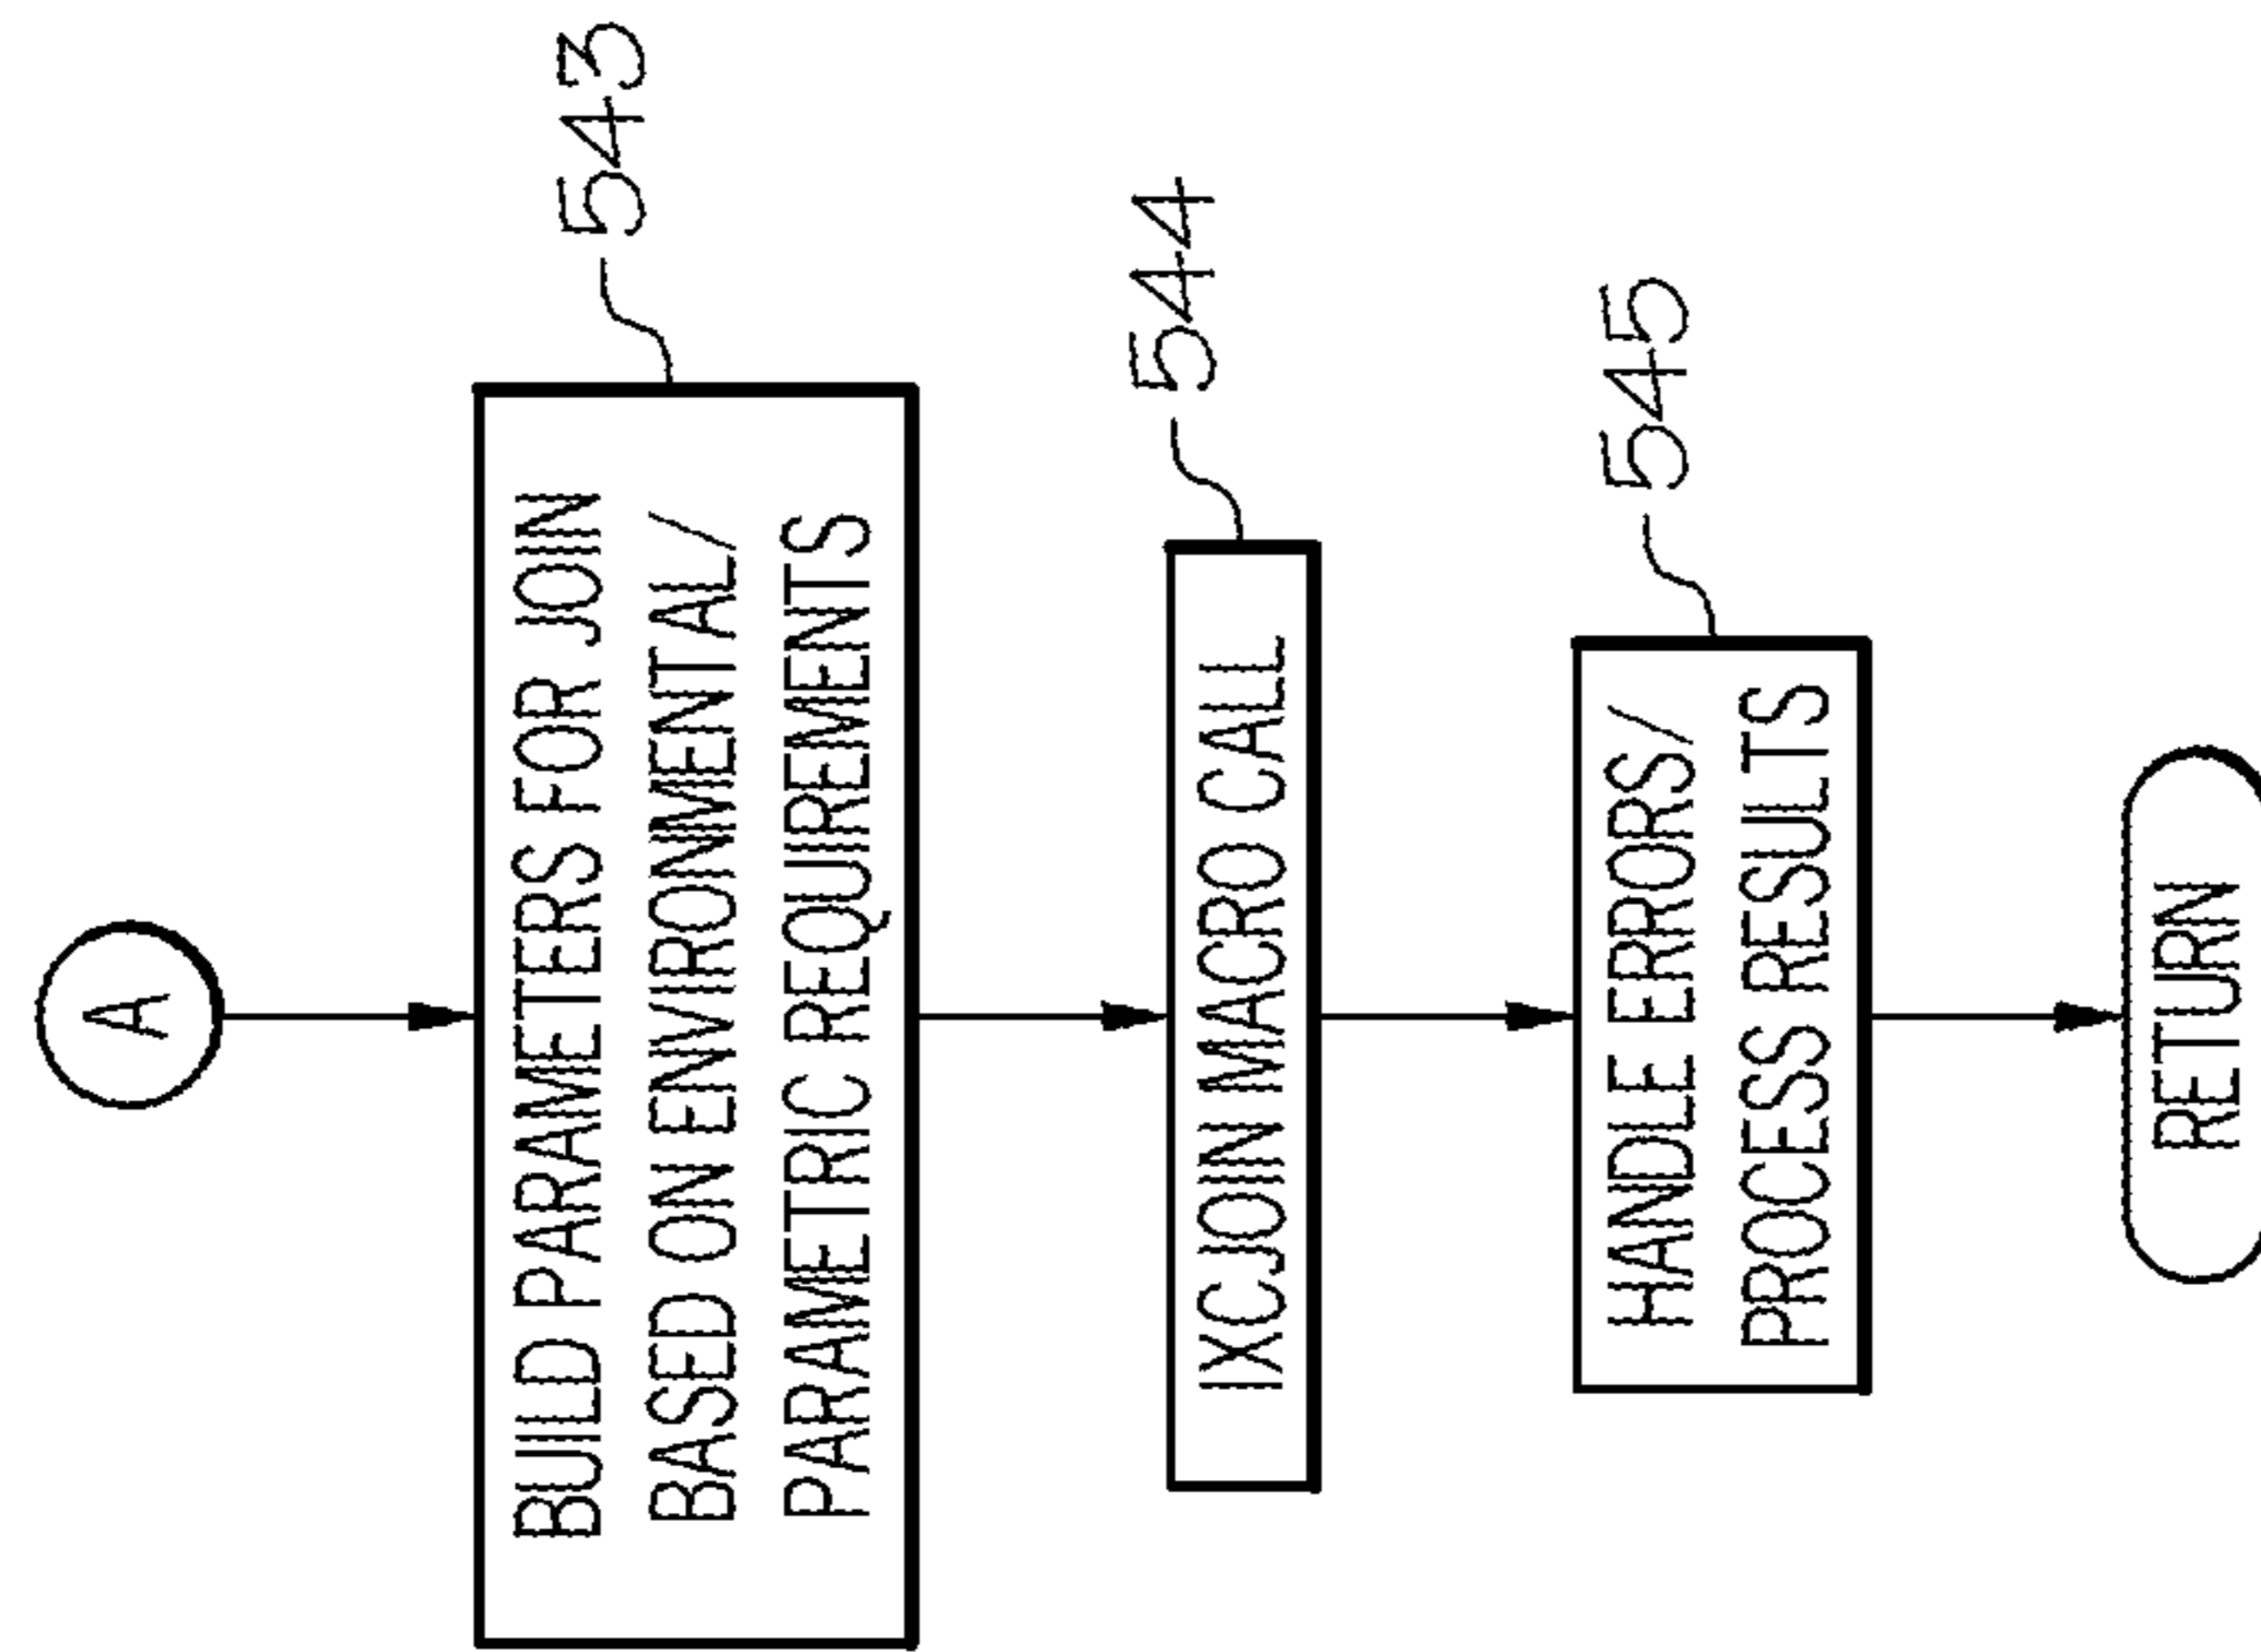 A
BUILD PARAMETERS FOR JOIN
BASED ON ENVIRONMENTAL/
PARAMETRIC REQUIREMENTS
543
IXCJOIN MACRO CALL
544
HANDLE ERRORS/
PROCESS RESULTS
545
RETURN